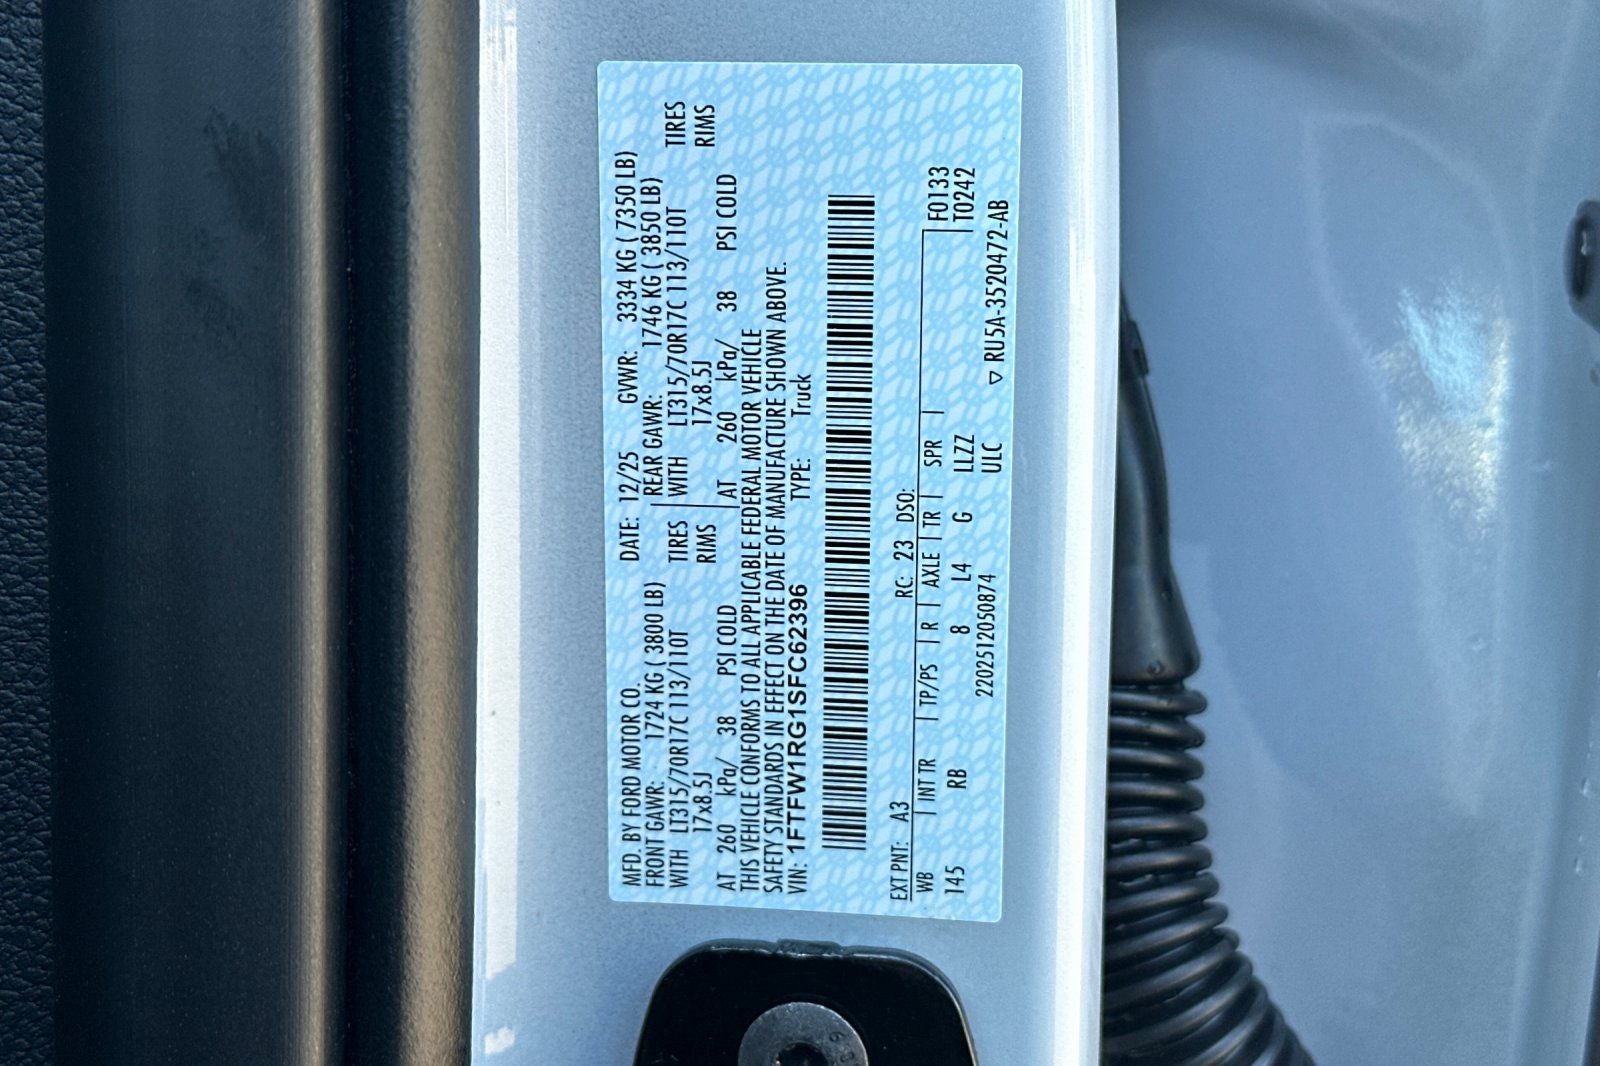 MFD. BY FORD MOTOR CO. DATE: 12/25 GVWR: 3334 KG ( 7350 LB)
FRONT GAWR: 1724 KG ( 3800 LB) REAR GAWR: 1746 KG ( 3850 LB)
WITH LT315/70R17C 113/110T TIRES WITH LT315/70R17C 113/110T TIRES
17x8.5J RIMS 17x8.5J RIMS
AT 260 kPa/ 38 PSI COLD AT 260 kPa/ 38 PSI COLD
THIS VEHICLE CONFORMS TO ALL APPLICABLE FEDERAL MOTOR VEHICLE
SAFETY STANDARDS IN EFFECT ON THE DATE OF MANUFACTURE SHOWN ABOVE.
VIN: 1FTFW1RG1SFC62396 TYPE: Truck
EXT PNT: A3 RC: 23 DSO:
WB INT TR TP/PS R AXLE TR SPR F0133
145 RB 8 L4 G LLZZ T0242
2202512050874 ULC ▽ RU5A-3520472-AB